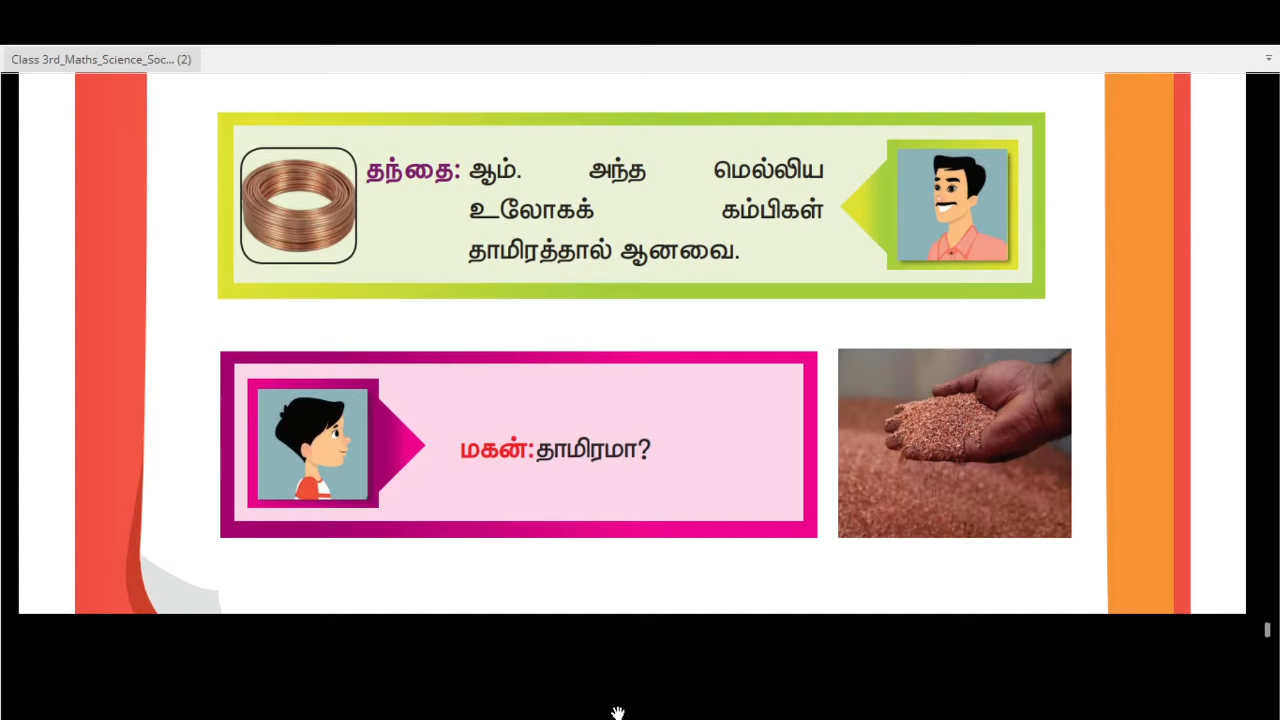 Class 3rd_Maths_Science_Soc... (2)
தந்தை: ஆம். அந்த மெல்லிய
உலோகக் கம்பிகள்
தாமிரத்தால் ஆனவை.
மகன்:தாமிரமா?